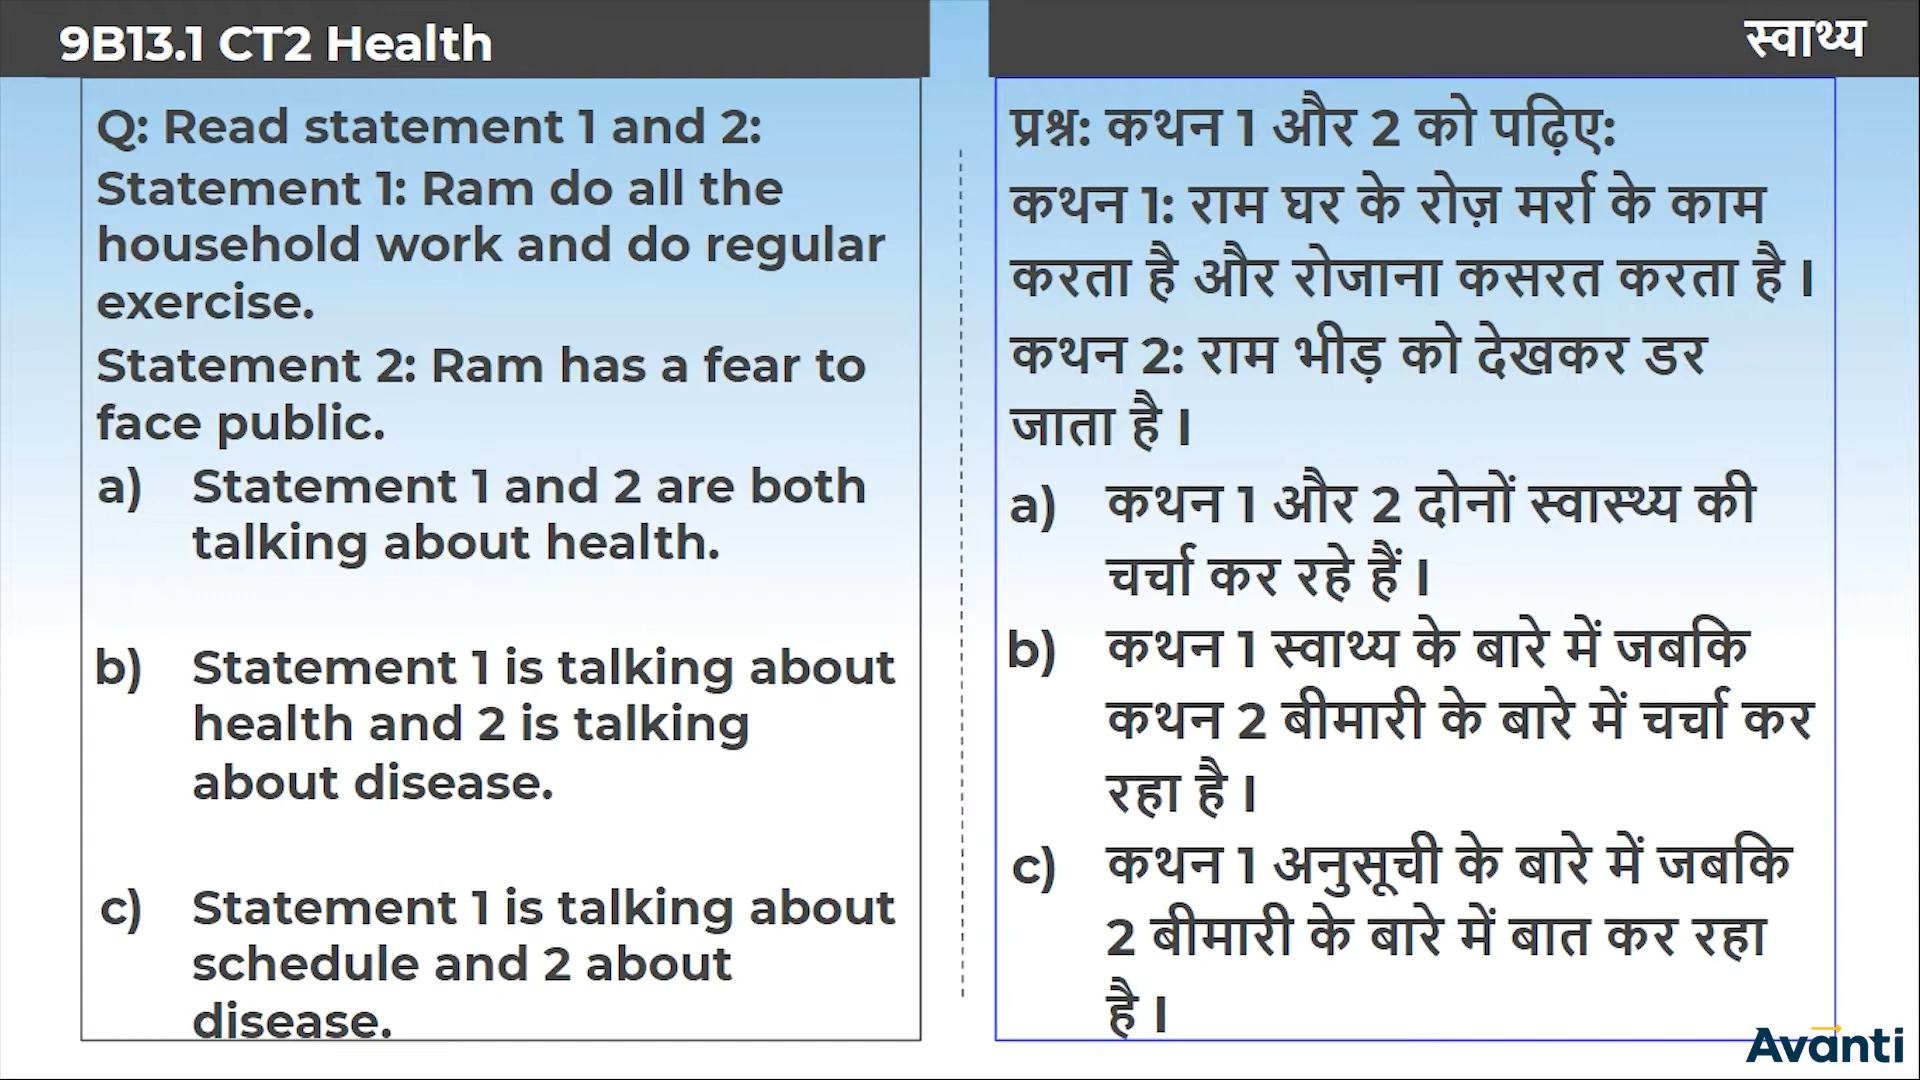 9B13.1 CT2 Health
स्वाथ्य
Q: Read statement 1 and 2:
Statement 1: Ram do all the
household work and do regular
exercise.
Statement 2: Ram has a fear to
face public.
a) Statement 1 and 2 are both
talking about health.
b) Statement 1 is talking about
health and 2 is talking
about disease.
c) Statement 1 is talking about
schedule and 2 about
disease.
प्रश्न: कथन 1 और 2 को पढ़िए:
कथन 1: राम घर के रोज़ मर्रा के काम
करता है और रोजाना कसरत करता है ।
कथन 2: राम भीड़ को देखकर डर
जाता है ।
a) कथन 1 और 2 दोनों स्वास्थ्य की
चर्चा कर रहे हैं ।
b) कथन 1 स्वाथ्य के बारे में जबकि
कथन 2 बीमारी के बारे में चर्चा कर
रहा है ।
c) कथन 1 अनुसूची के बारे में जबकि
2 बीमारी के बारे में बात कर रहा
है ।
Avanti